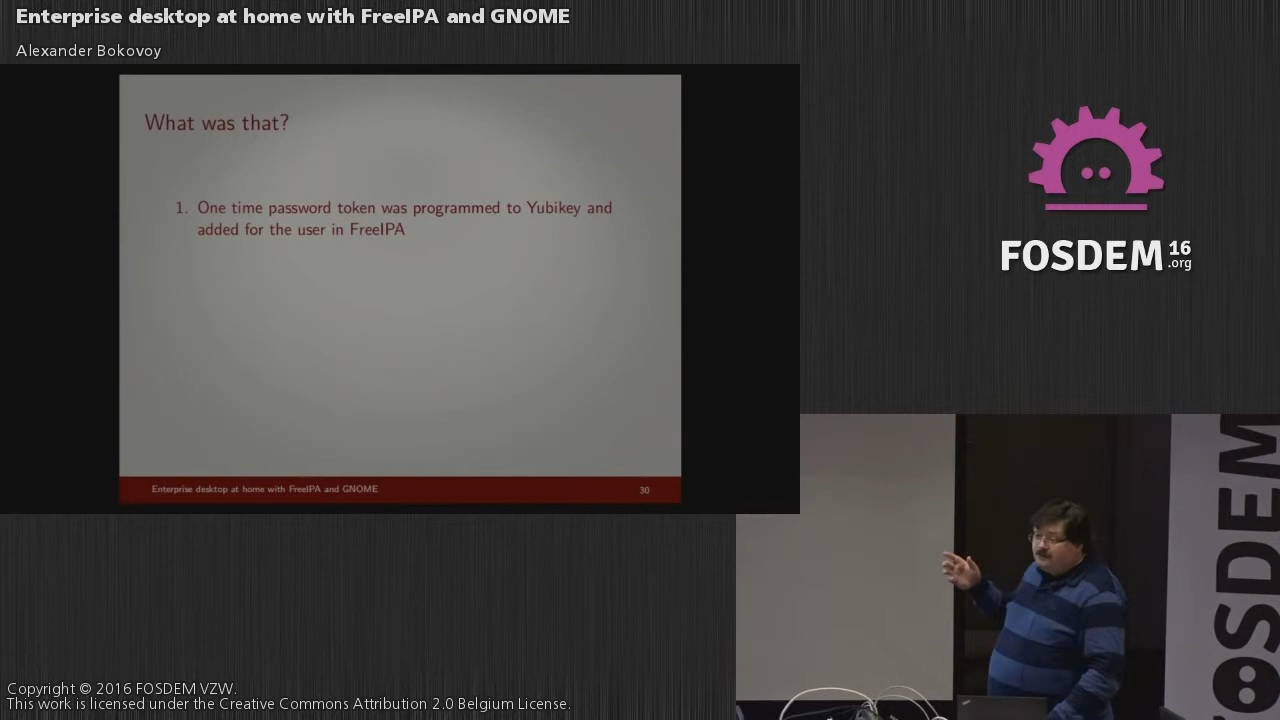 Enterprise desktop at home with FreeIPA and GNOME
Alexander Bokovoy
What was that?
1. One time password token was programmed to Yubikey and
added for the user in FreeIPA
Enterprise desktop at home with FreeIPA and GNOME 30
FOSDEM 16
.org
FOSDEM
Copyright © 2016 FOSDEM VZW.
This work is licensed under the Creative Commons Attribution 2.0 Belgium License.